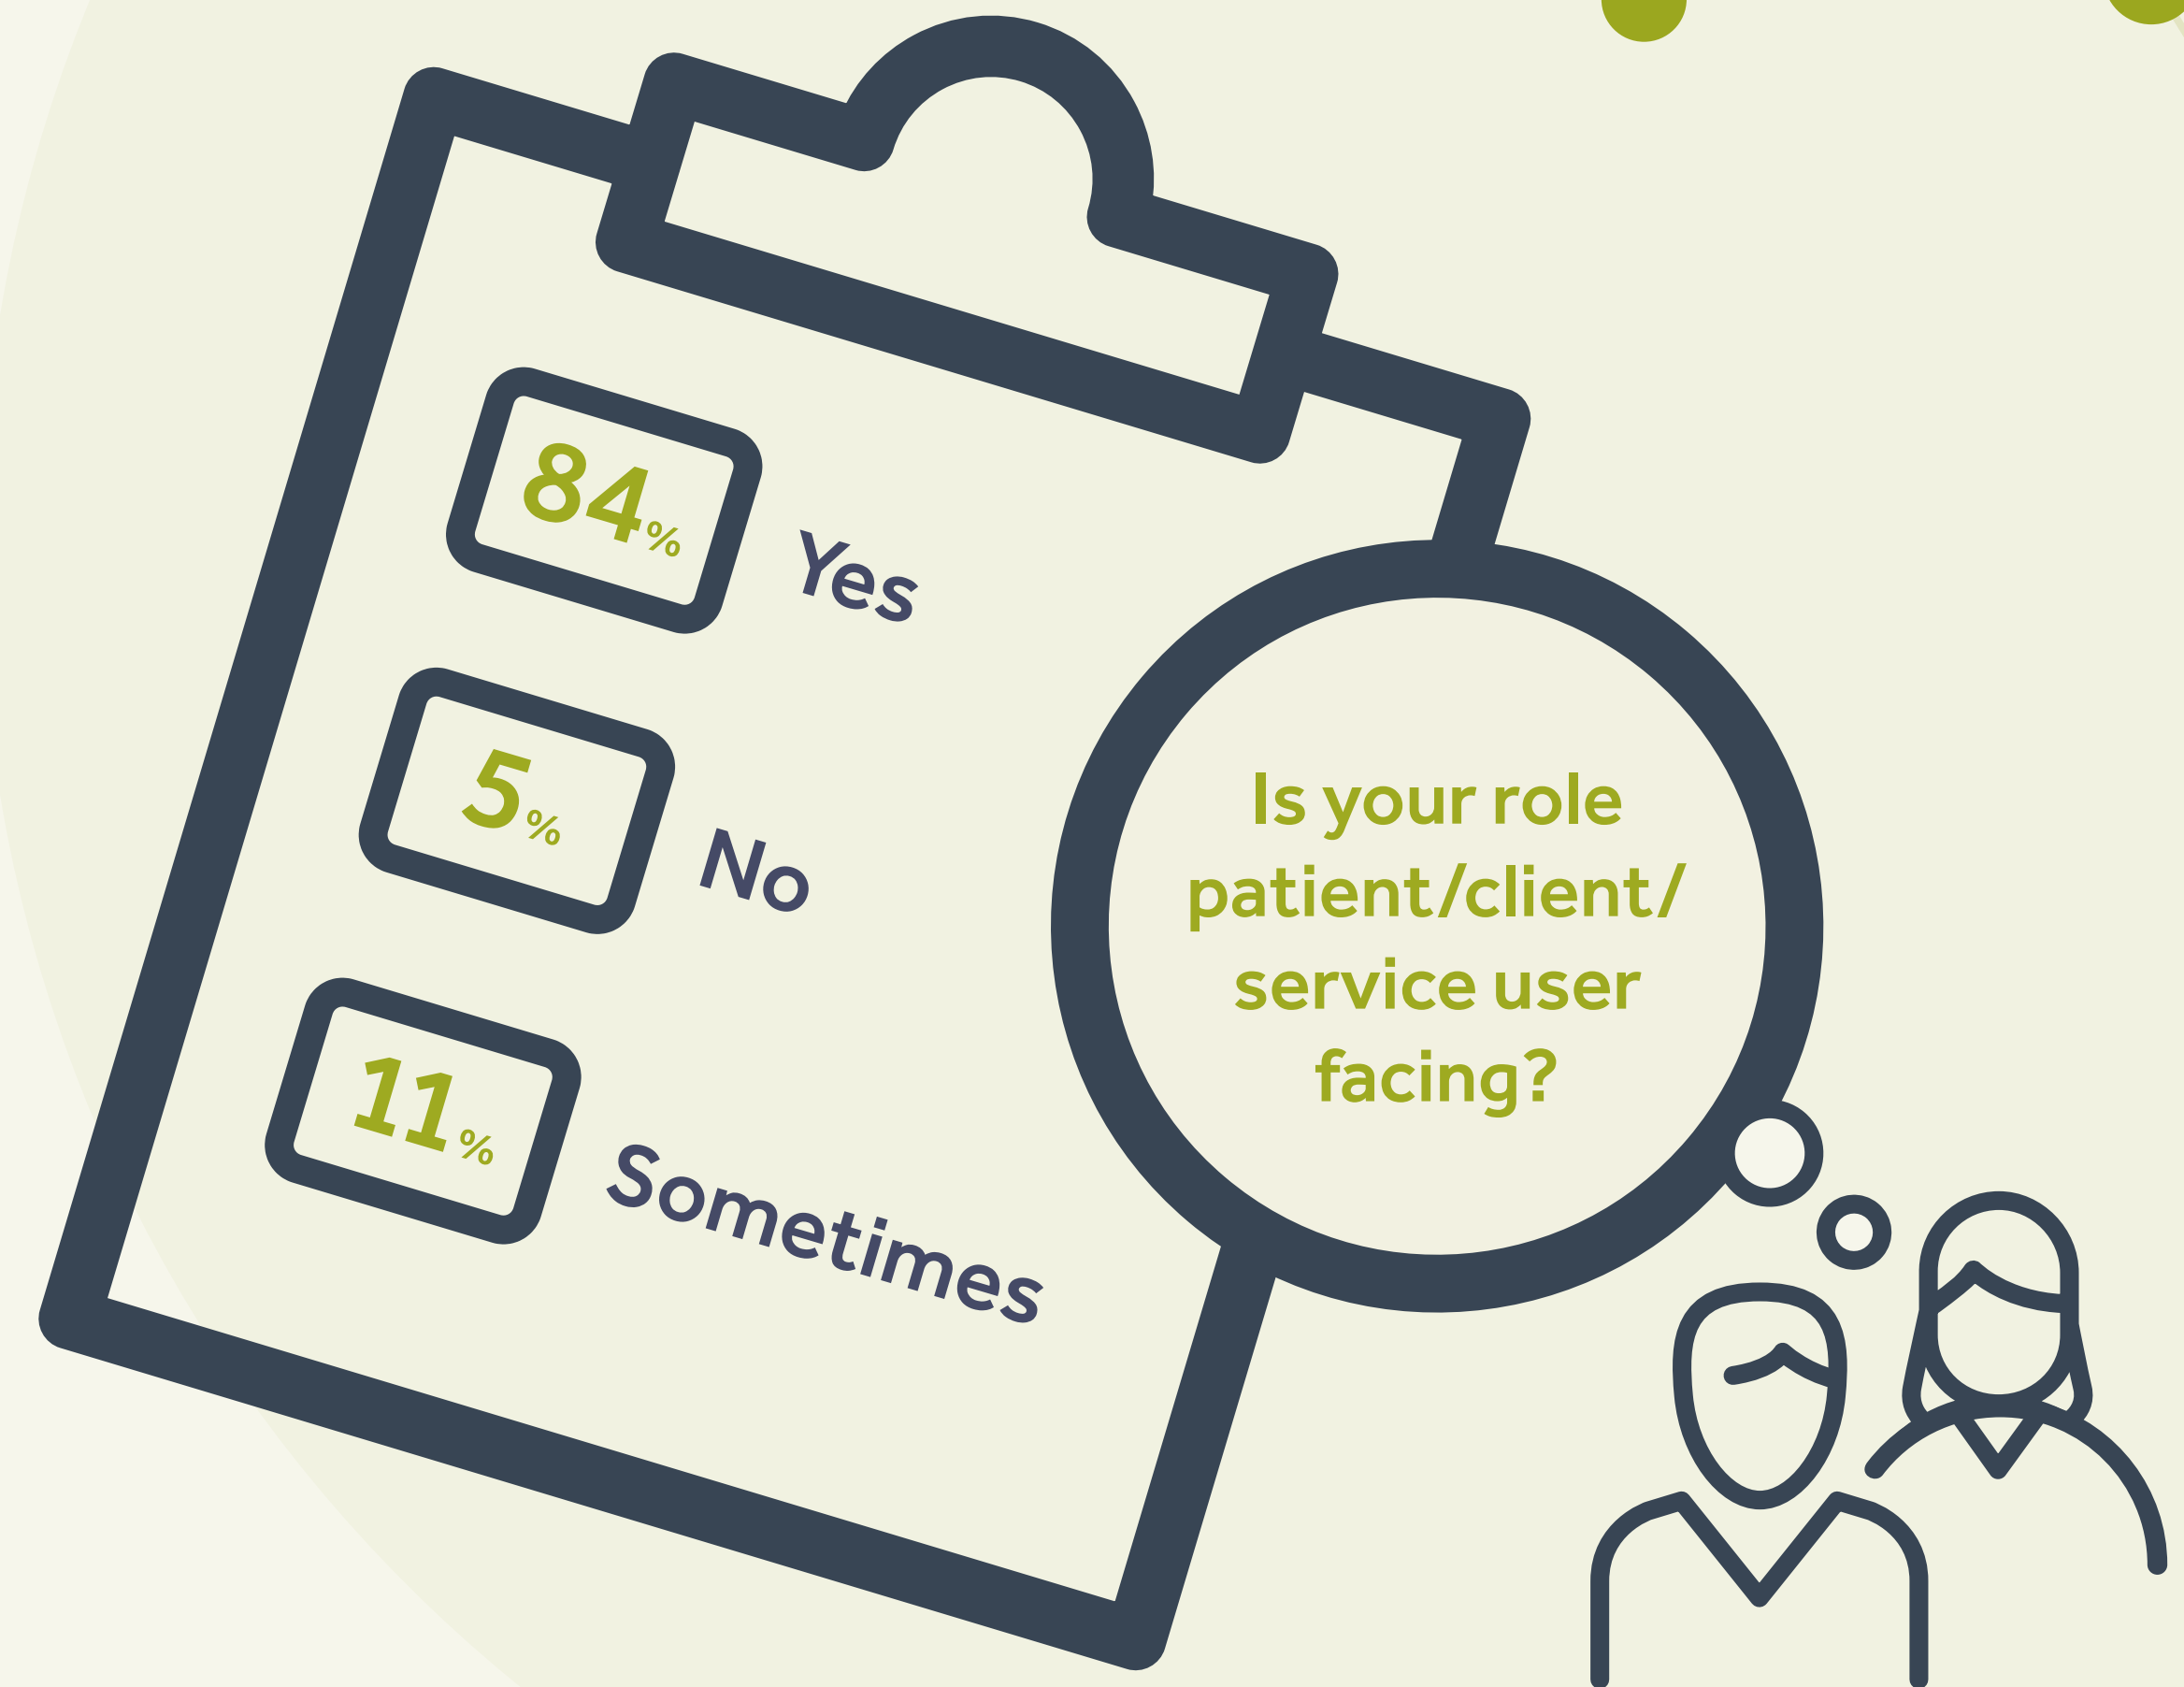 84% Yes
5% No
11% Sometimes
Is your role
patient/client/
service user
facing?